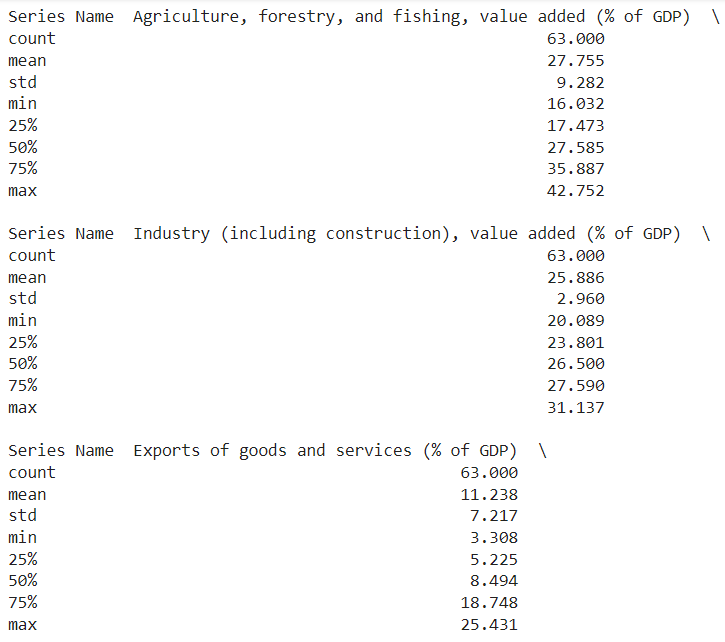 Series Name  Agriculture, forestry, and fishing, value added (% of GDP)  \
count 63.000
mean 27.755
std 9.282
min 16.032
25% 17.473
50% 27.585
75% 35.887
max 42.752
Series Name  Industry (including construction), value added (% of GDP)  \
count 63.000
mean 25.886
std 2.960
min 20.089
25% 23.801
50% 26.500
75% 27.590
max 31.137
Series Name  Exports of goods and services (% of GDP)  \
count 63.000
mean 11.238
std 7.217
min 3.308
25% 5.225
50% 8.494
75% 18.748
max 25.431